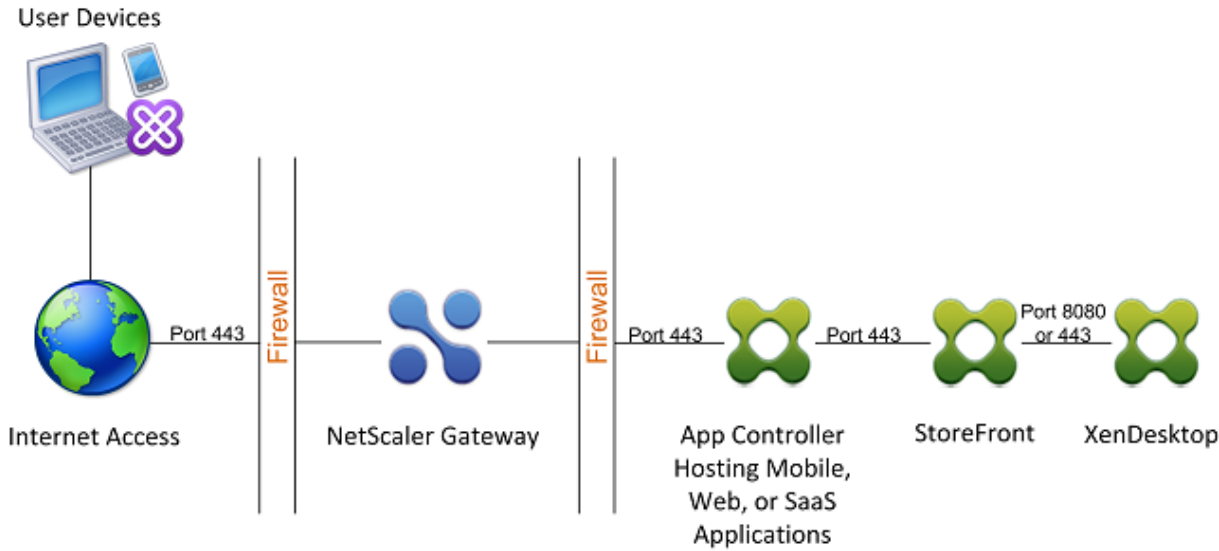 User Devices
Port 443
Firewall
Firewall
Port 443
Port 443
Port 8080
or 443
Internet Access
NetScaler Gateway
App Controller
Hosting Mobile,
Web, or SaaS
Applications
StoreFront
XenDesktop